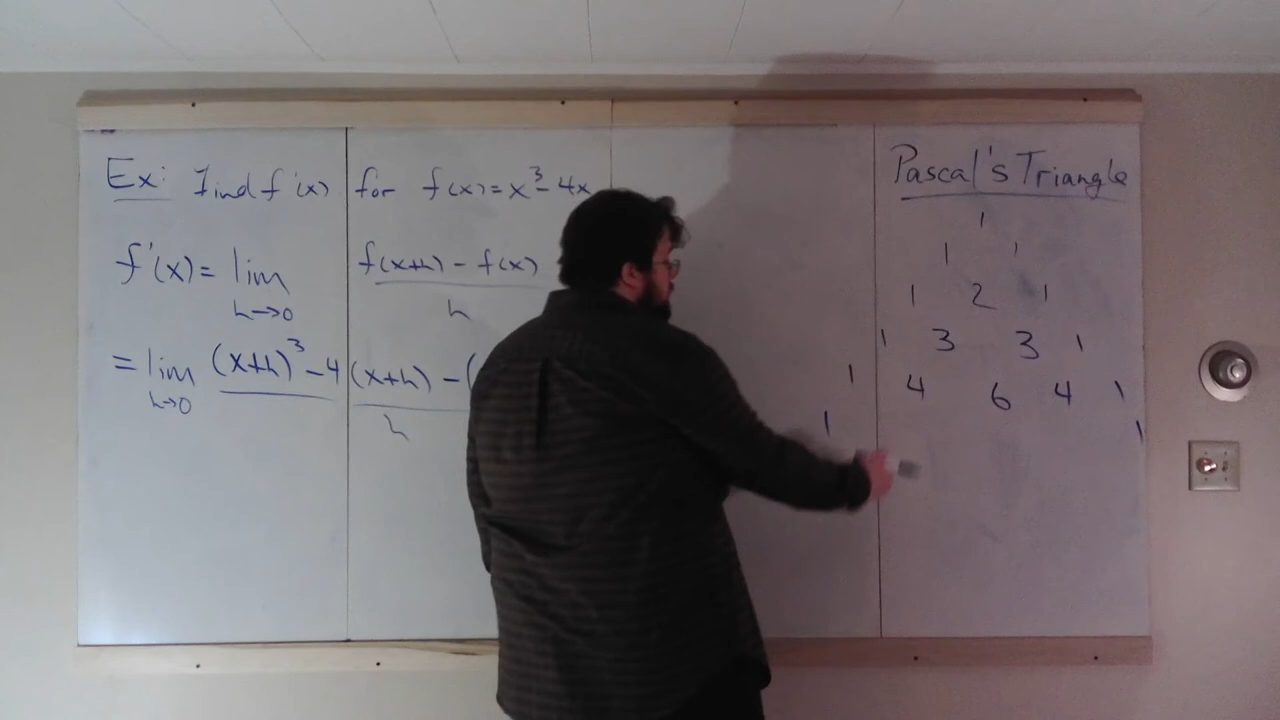 Ex: Find f'(x) for f(x)=x³-4x
f'(x)= lim h→0 f(x+h) - f(x)
h
= lim h→0 (x+h)³-4(x+h) - (
h
Pascal's Triangle
1
1 1
1 2 1
1 3 3 1
1 4 6 4 1
1 1